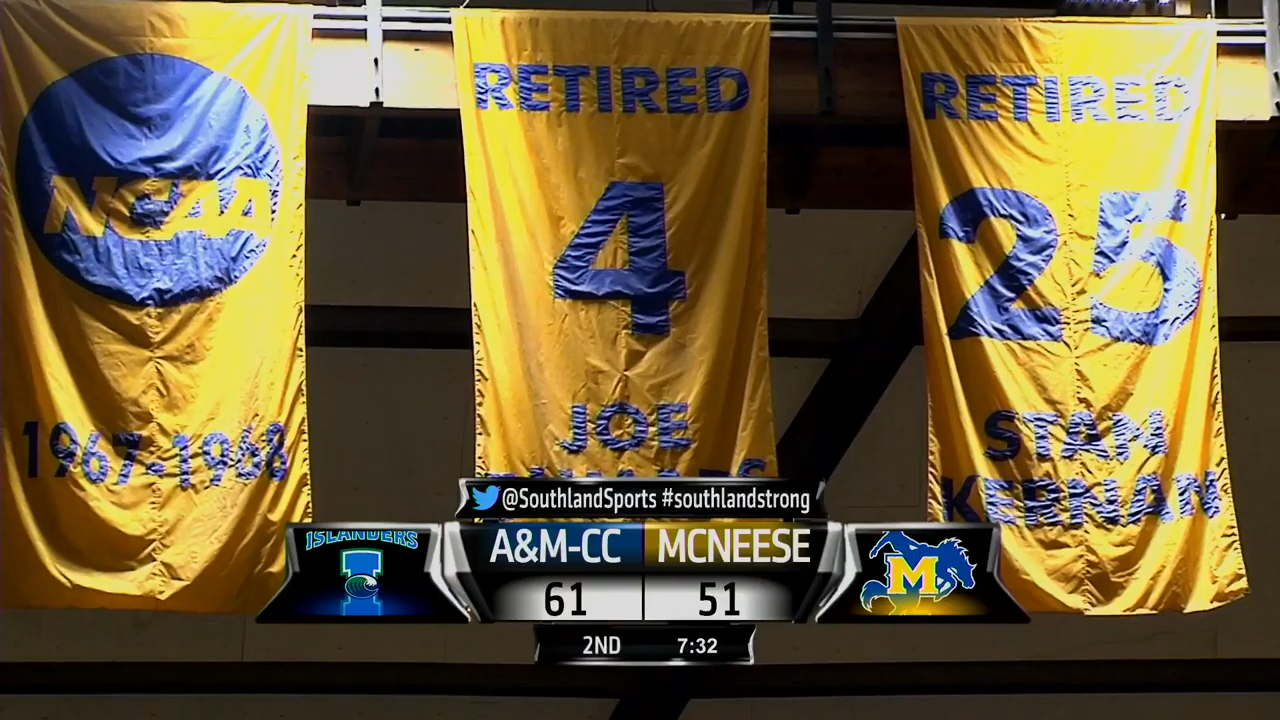 NCAA
1967-1968
RETIRED
4
JOE
RETIRED
25
STAN
KERNAN
@SouthlandSports #southlandstrong
ISLANDERS
A&M-CC
MCNEESE
M
61
51
2ND
7:32